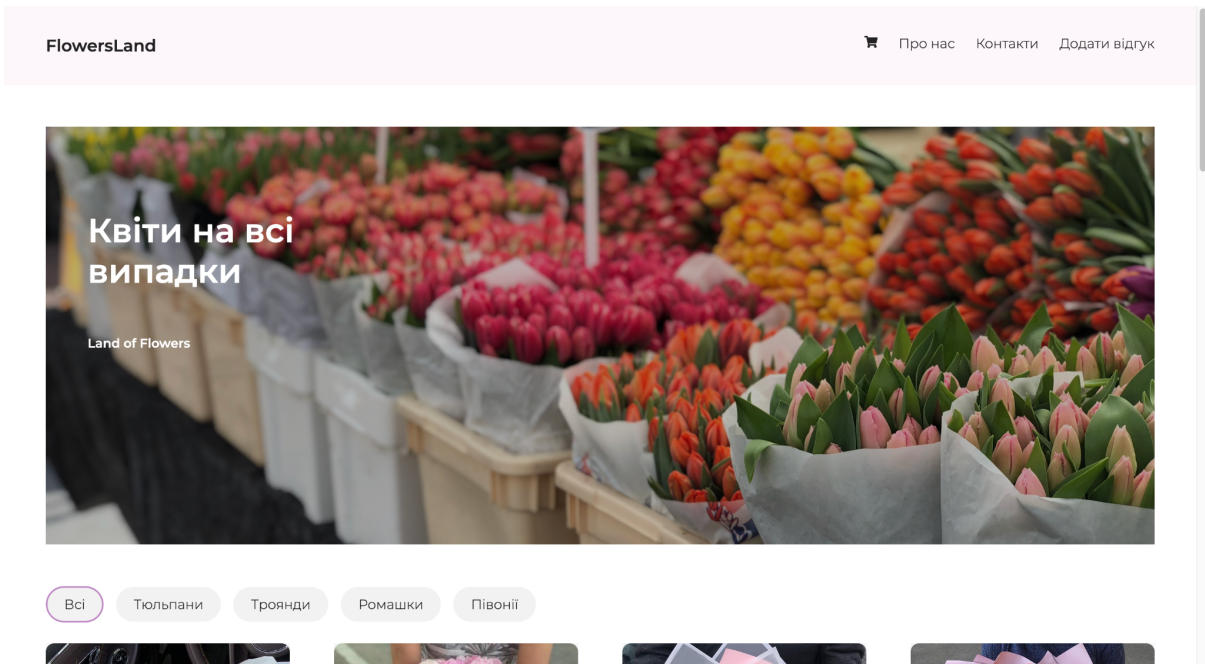 FlowersLand
Про нас Контакти Додати відгук
Квіти на всі
випадки
Land of Flowers
Всі Тюльпани Троянди Ромашки Півонії